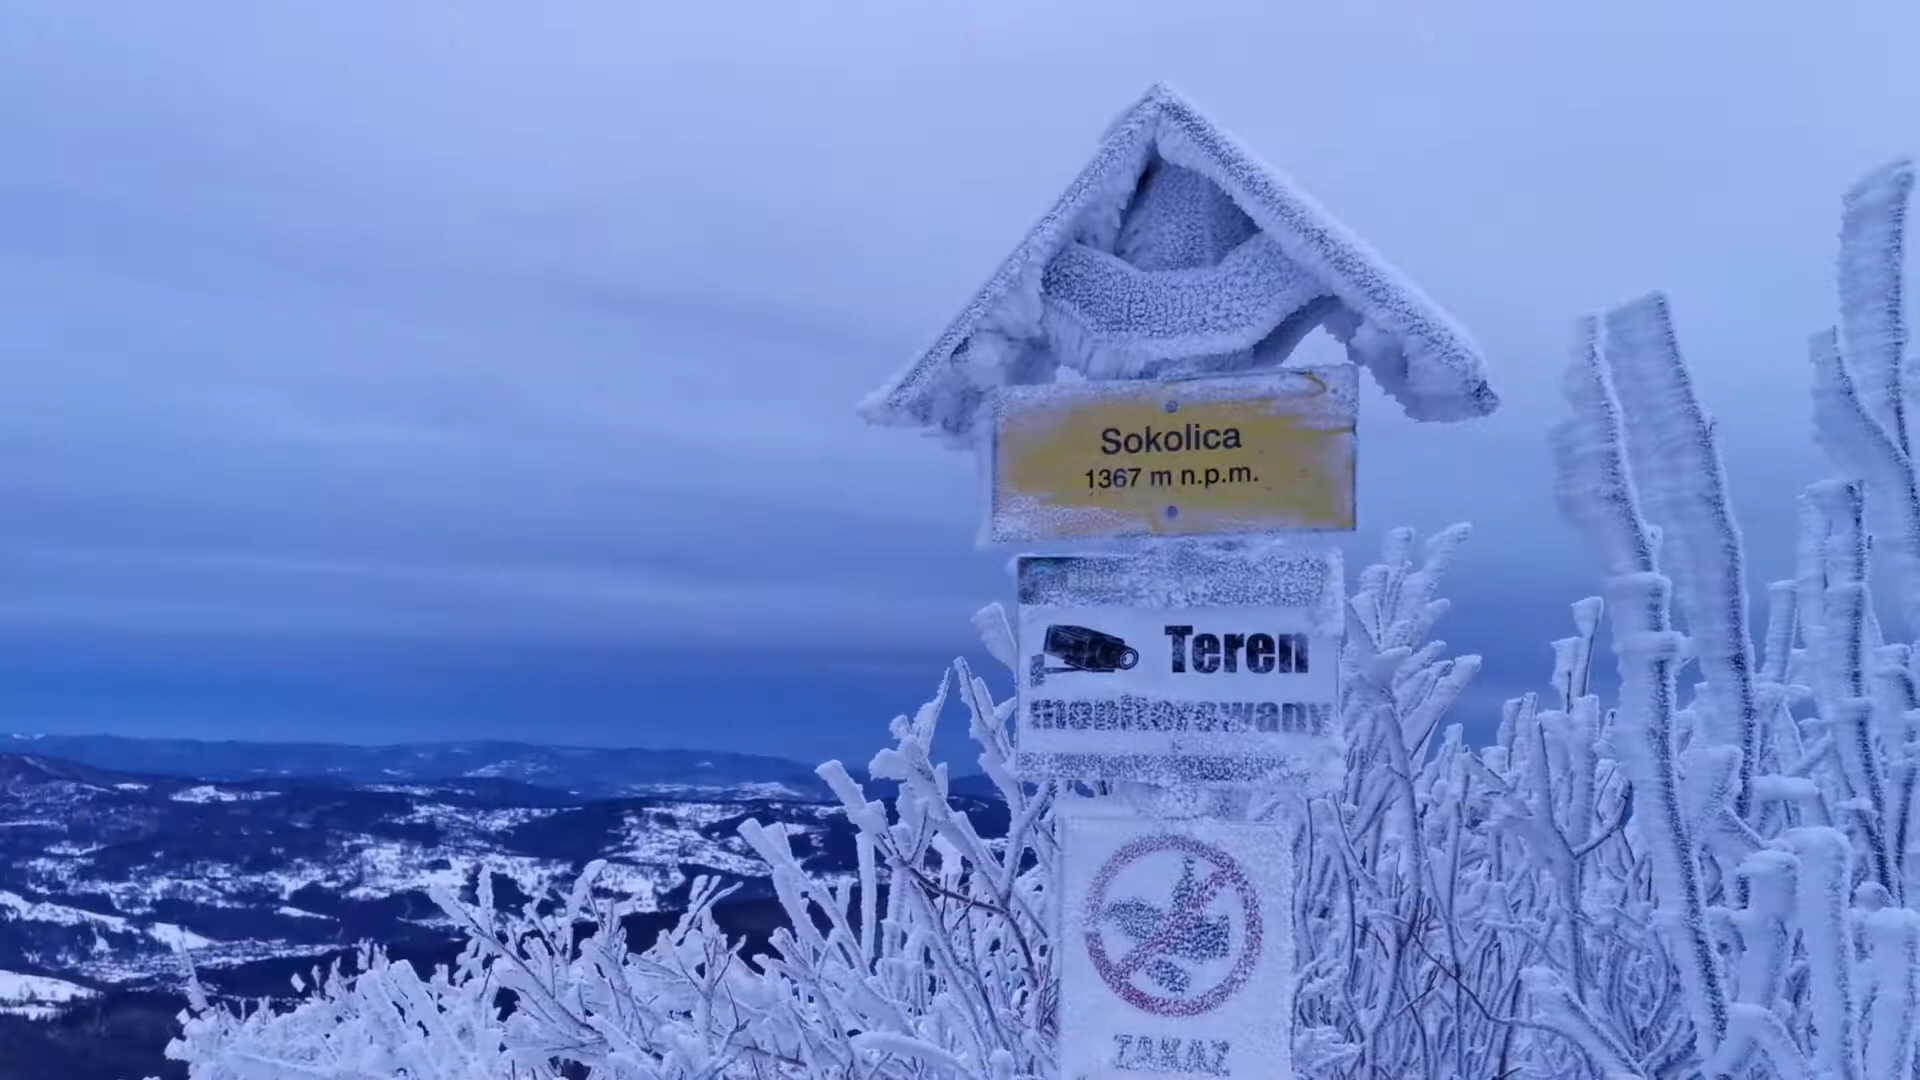 Sokolica
1367 m n.p.m.
Teren
monitorowany
ZAKAZ